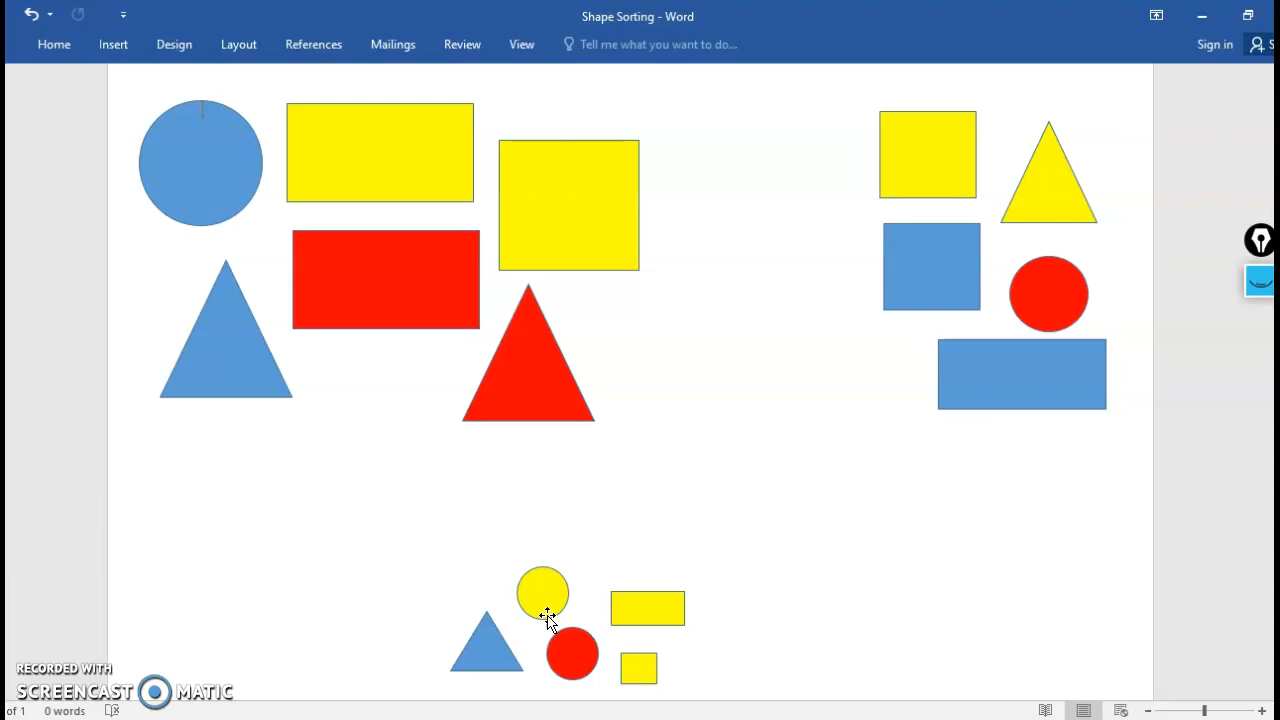 Shape Sorting - Word
Home Insert Design Layout References Mailings Review View Tell me what you want to do... Sign in S
RECORDED WITH
SCREENCAST MATIC
of 1 0 words